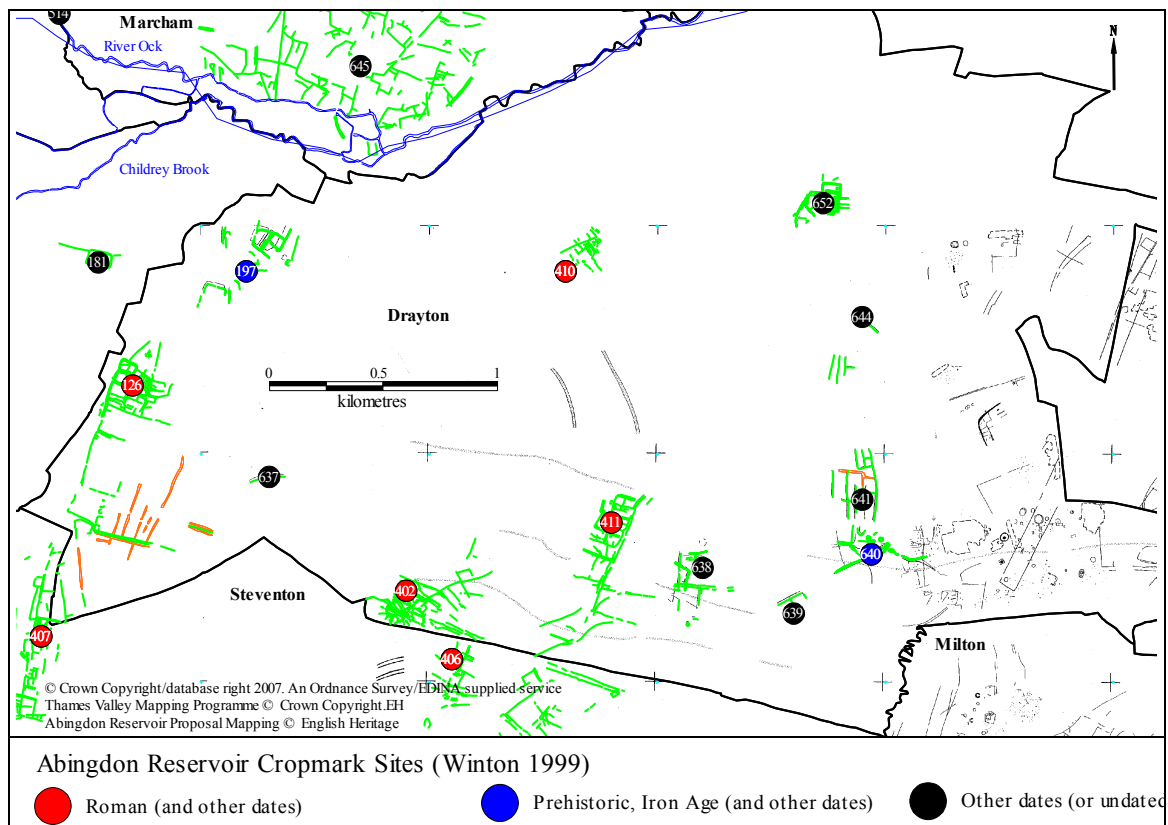 514
Marcham
River Ock
645
N
Childrey Brook
652
181
197
410
Drayton
644
126
0
0.5
1
kilometres
637
641
411
640
638
402
Steventon
639
407
406
Milton
© Crown Copyright/database right 2007. An Ordnance Survey/EDINA supplied service
Thames Valley Mapping Programme © Crown Copyright.EH
Abingdon Reservoir Proposal Mapping © English Heritage
Abingdon Reservoir Cropmark Sites (Winton 1999)
Roman (and other dates)
Prehistoric, Iron Age (and other dates)
Other dates (or undated